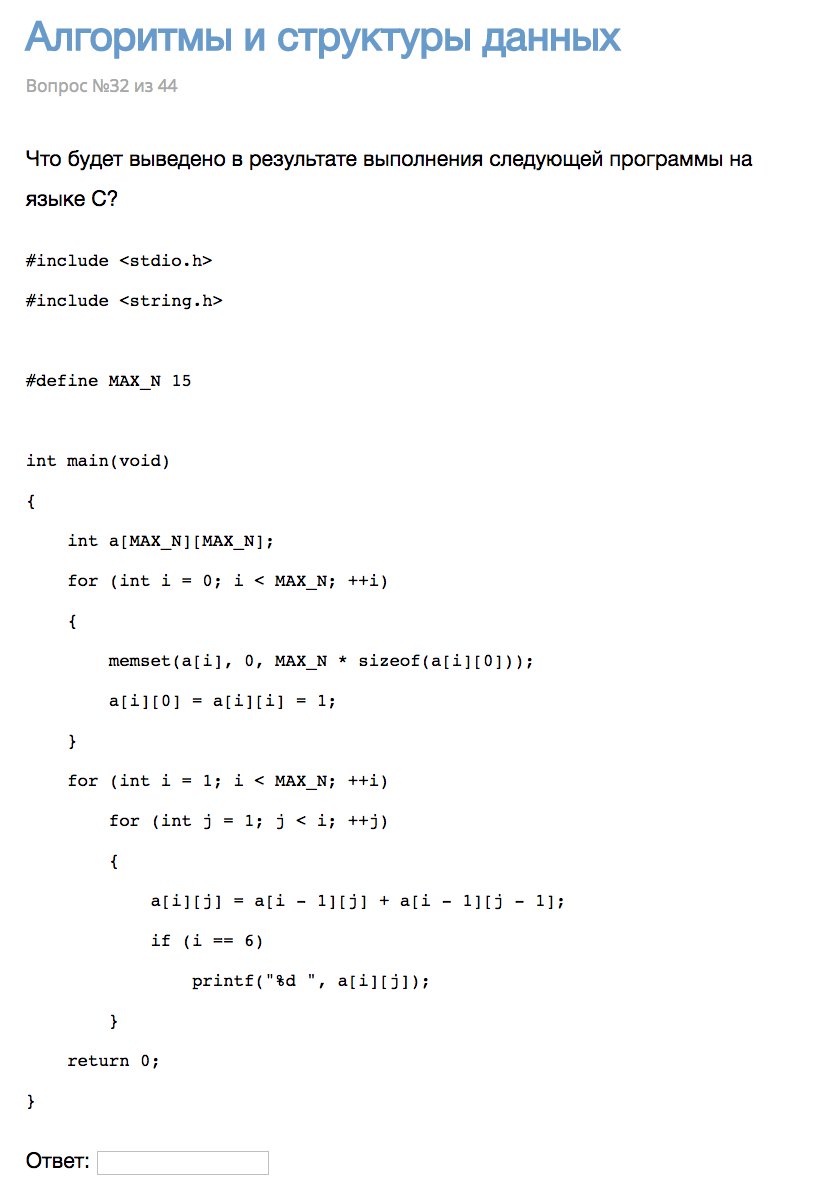 Алгоритмы и структуры данных
Вопрос №32 из 44
Что будет выведено в результате выполнения следующей программы на
языке C?
#include <stdio.h>
#include <string.h>
#define MAX_N 15
int main(void)
{
    int a[MAX_N][MAX_N];
    for (int i = 0; i < MAX_N; ++i)
    {
        memset(a[i], 0, MAX_N * sizeof(a[i][0]));
        a[i][0] = a[i][i] = 1;
    }
    for (int i = 1; i < MAX_N; ++i)
        for (int j = 1; j < i; ++j)
        {
            a[i][j] = a[i - 1][j] + a[i - 1][j - 1];
            if (i == 6)
                printf("%d ", a[i][j]);
        }
    return 0;
}
Ответ: